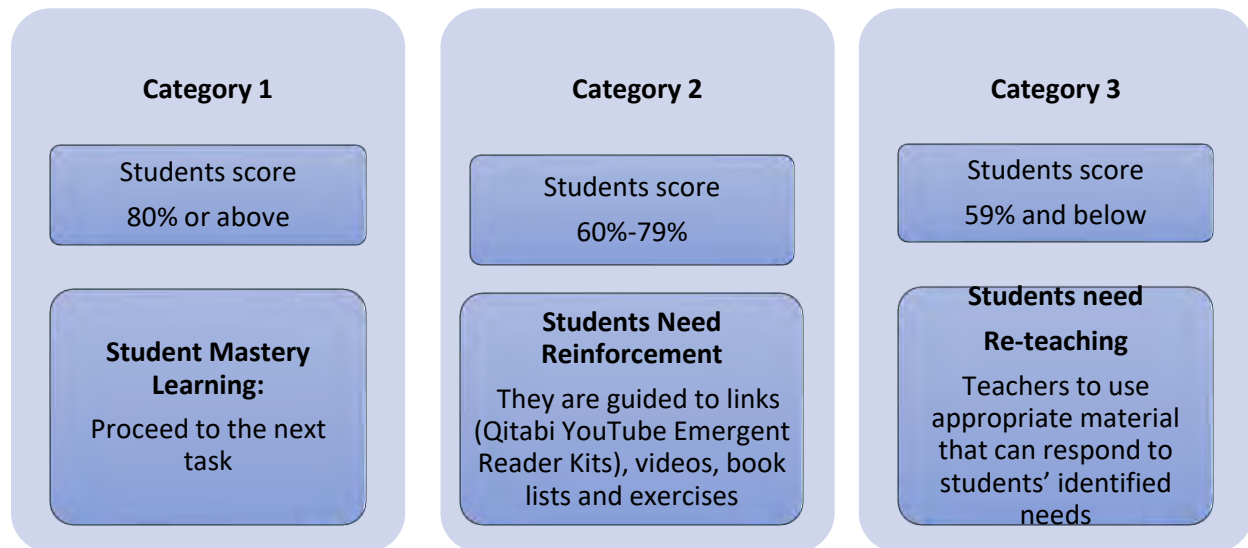 Category 1
Students score
80% or above
Student Mastery
Learning:
Proceed to the next
task
Category 2
Students score
60%-79%
Students Need
Reinforcement
They are guided to links
(Qitabi YouTube Emergent
Reader Kits), videos, book
lists and exercises
Category 3
Students score
59% and below
Students need
Re-teaching
Teachers to use
appropriate material
that can respond to
students’ identified
needs